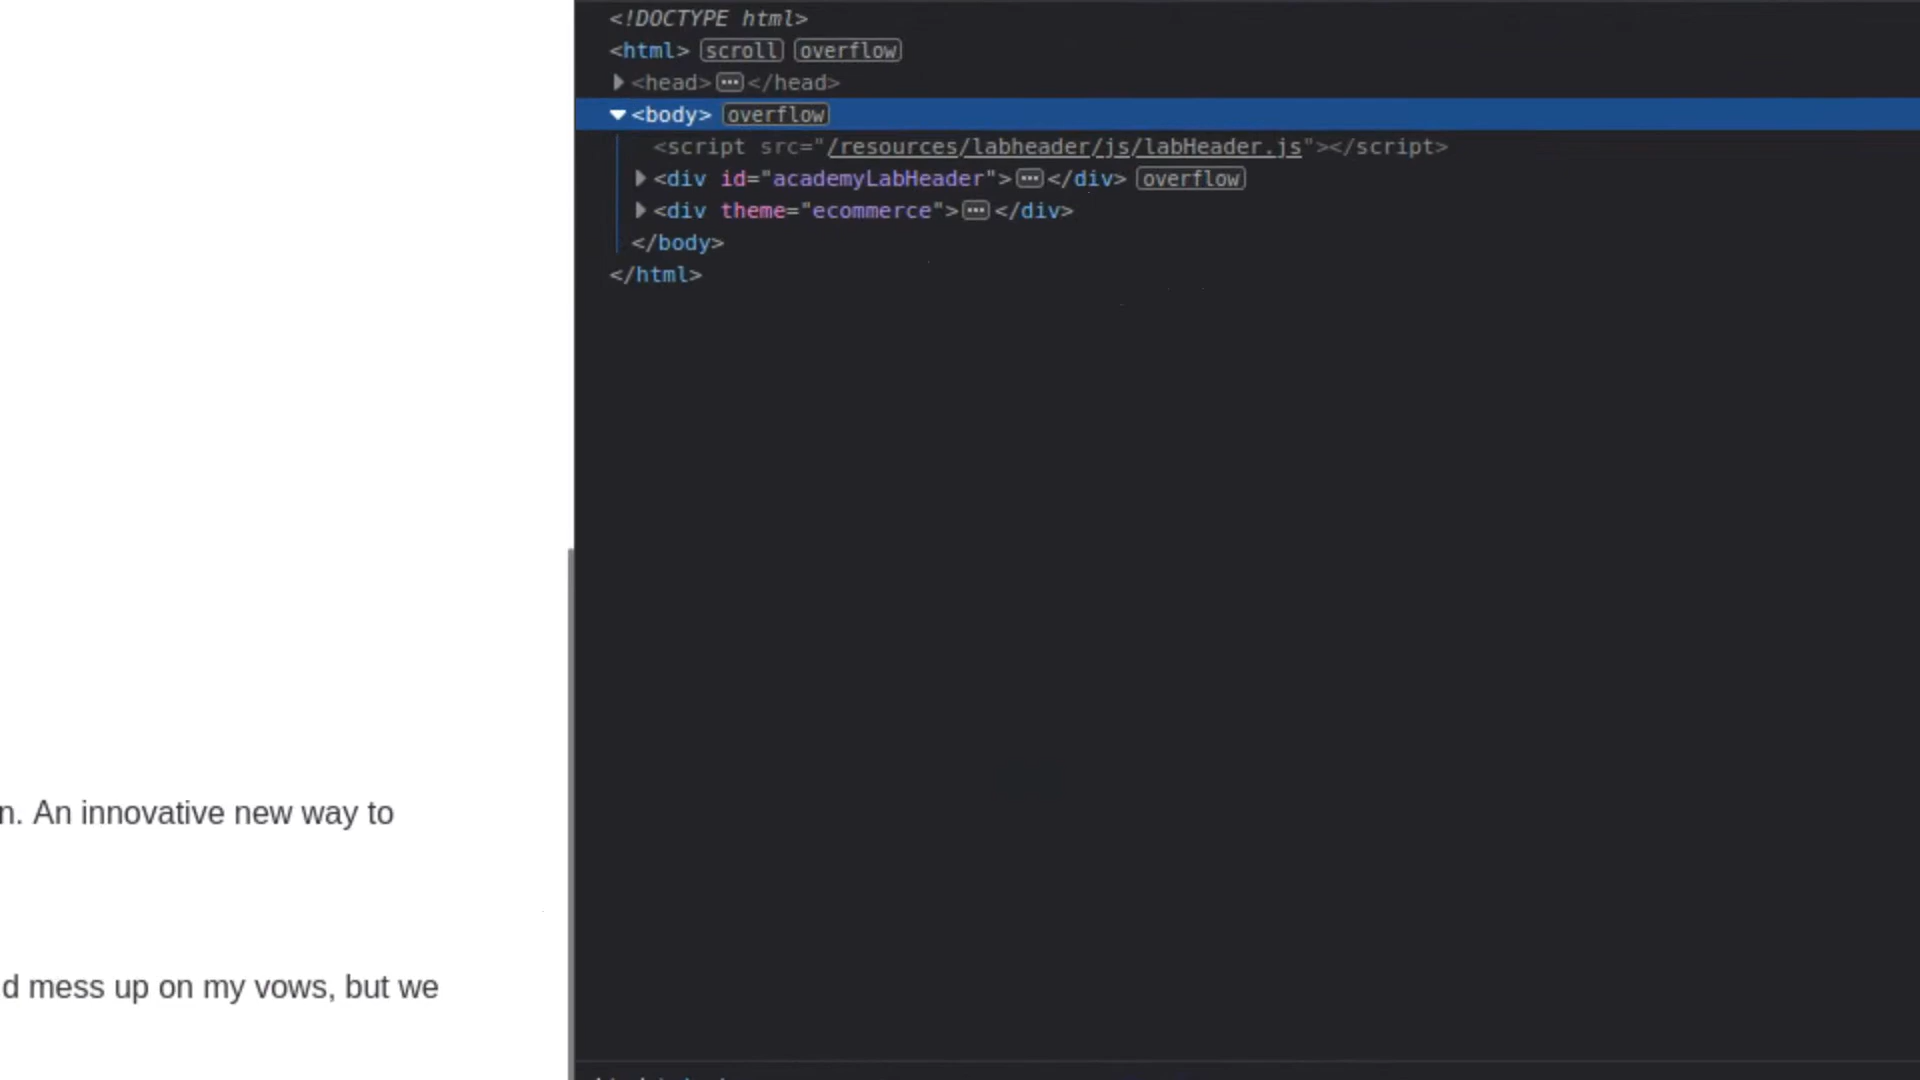 <!DOCTYPE html>
<html> scroll overflow
<head> ••• </head>
<body> overflow
<script src="/resources/labheader/js/labHeader.js"></script>
<div id="academyLabHeader"> ••• </div> overflow
<div theme="ecommerce"> ••• </div>
</body>
</html>
n. An innovative new way to
d mess up on my vows, but we